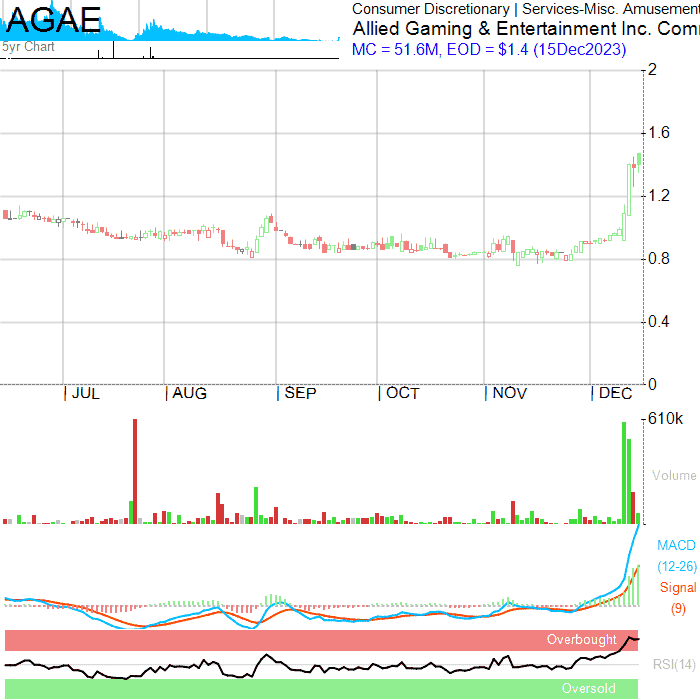 AGAE
5yr Chart
Consumer Discretionary | Services-Misc. Amusement
Allied Gaming & Entertainment Inc. Com
MC = 51.6M, EOD = $1.4 (15Dec2023)
2
1.6
1.2
0.8
0.4
0
| JUL | AUG | SEP | OCT | NOV | DEC
610k
Volume
MACD
(12-26)
Signal
(9)
Overbought
RSI(14)
Oversold